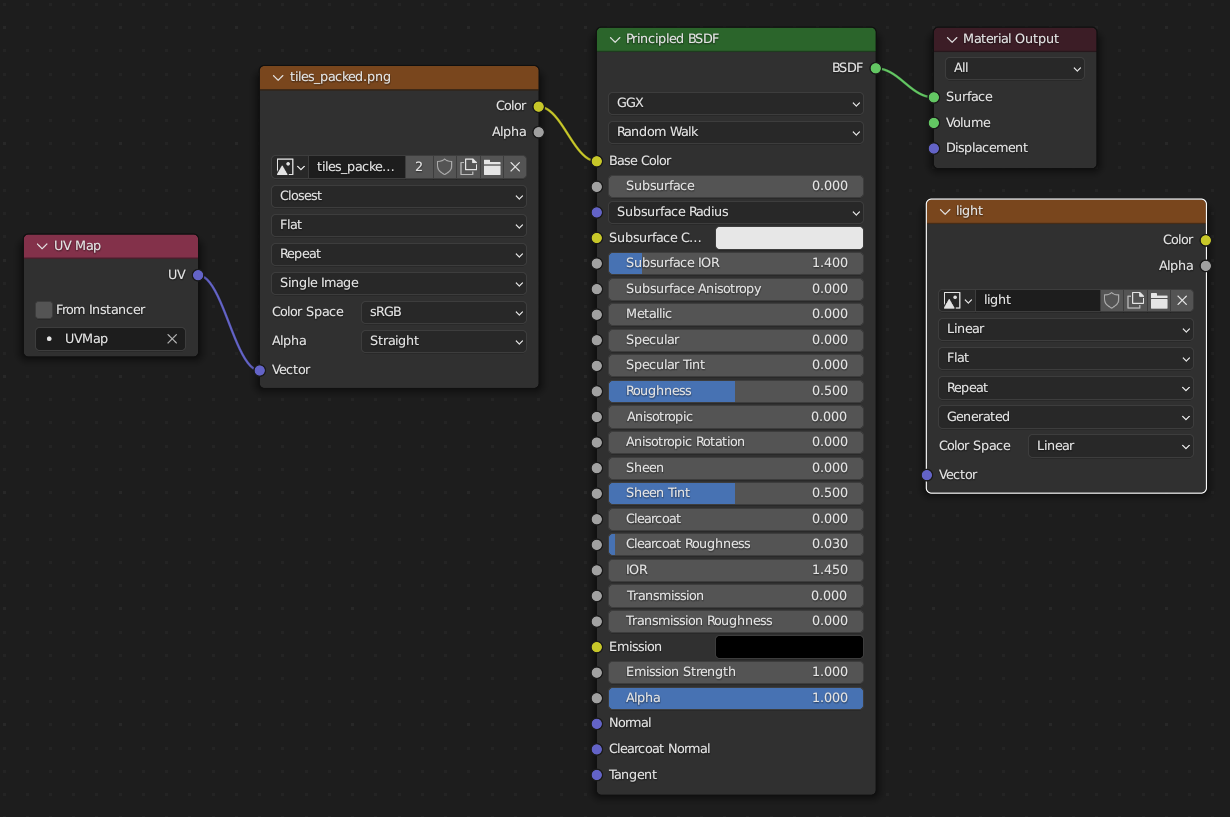 UV Map
UV
From Instancer
UVMap
tiles_packed.png
Color
Alpha
tiles_packe... 2
Closest
Flat
Repeat
Single Image
Color Space sRGB
Alpha Straight
Vector
Principled BSDF
BSDF
GGX
Random Walk
Base Color
Subsurface 0.000
Subsurface Radius
Subsurface C...
Subsurface IOR 1.400
Subsurface Anisotropy 0.000
Metallic 0.000
Specular 0.000
Specular Tint 0.000
Roughness 0.500
Anisotropic 0.000
Anisotropic Rotation 0.000
Sheen 0.000
Sheen Tint 0.500
Clearcoat 0.000
Clearcoat Roughness 0.030
IOR 1.450
Transmission 0.000
Transmission Roughness 0.000
Emission
Emission Strength 1.000
Alpha 1.000
Normal
Clearcoat Normal
Tangent
Material Output
All
Surface
Volume
Displacement
light
Color
Alpha
light
Linear
Flat
Repeat
Generated
Color Space Linear
Vector